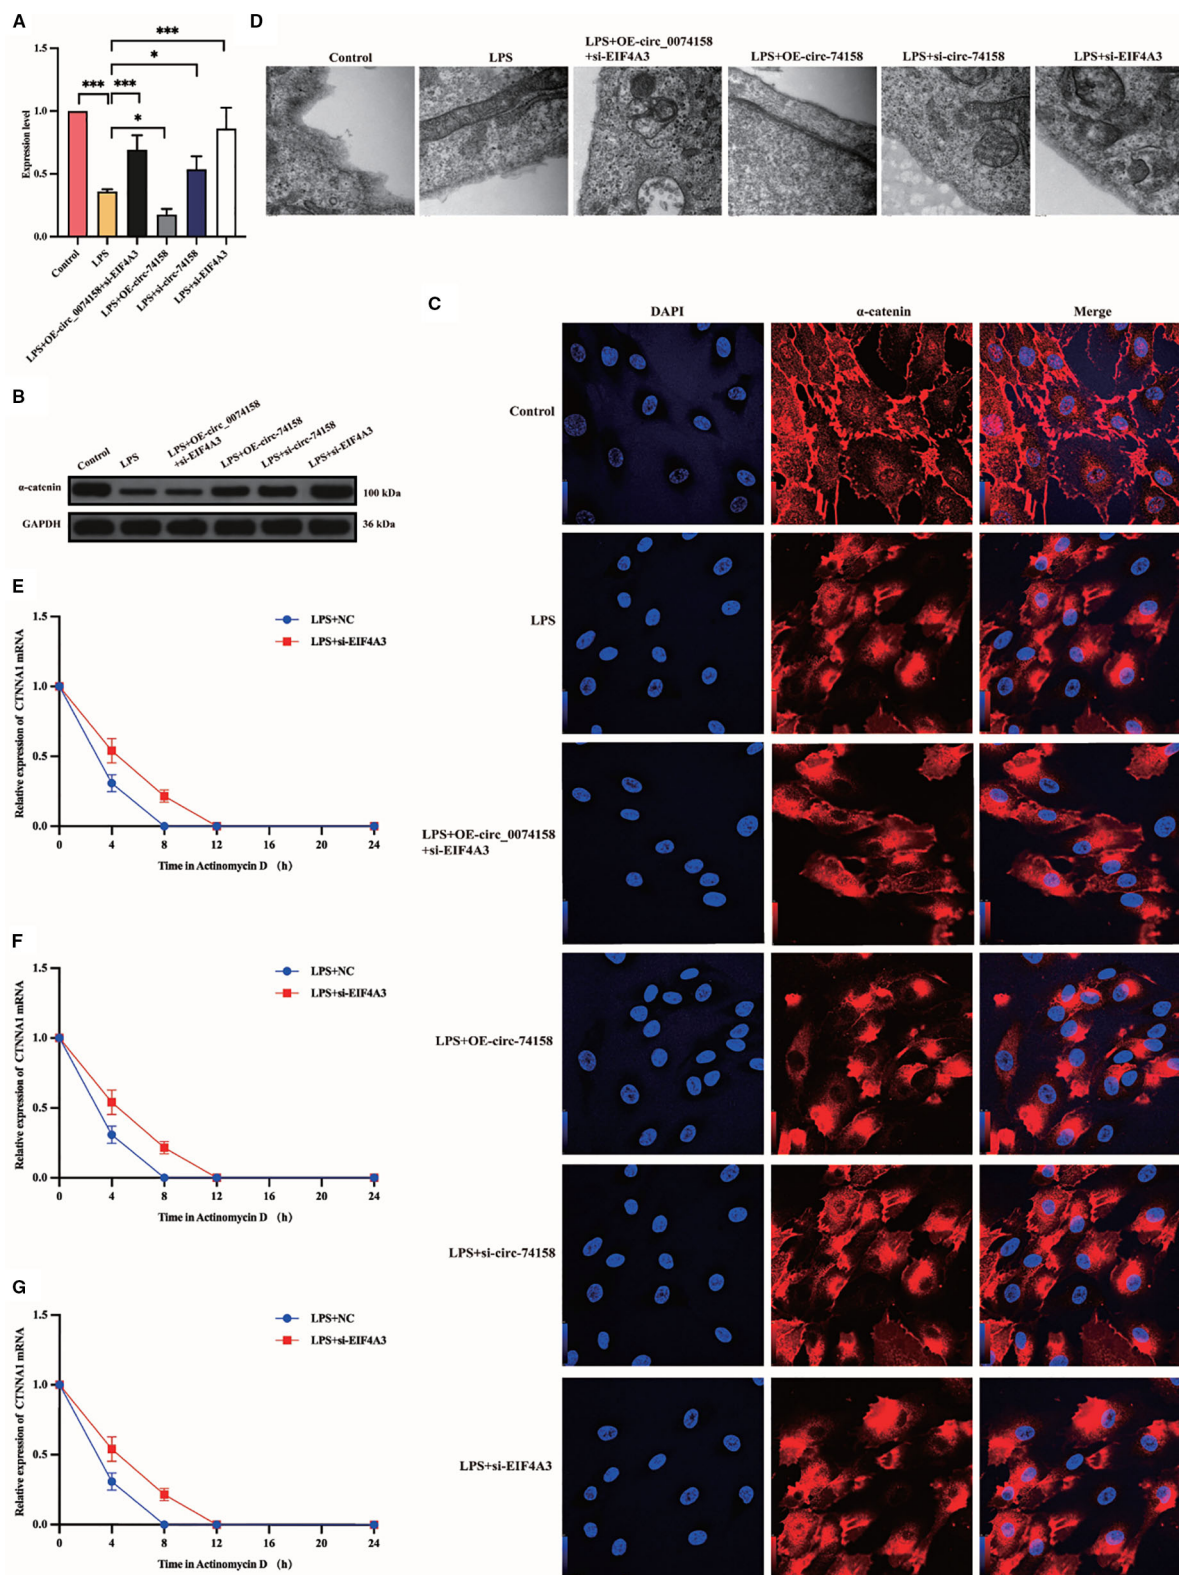 A
***
*
*** ***
*
1.5
1.0
0.5
0.0
Expression level
Control
LPS
LPS+OE-circ_0074158+si-EIF4A3
LPS+OE-circ-74158
LPS+si-circ-74158
LPS+si-EIF4A3
D
Control
LPS
LPS+OE-circ_0074158
+si-EIF4A3
LPS+OE-circ-74158
LPS+si-circ-74158
LPS+si-EIF4A3
B
Control
LPS
LPS+OE-circ_0074158
+si-EIF4A3
LPS+OE-circ-74158
LPS+si-circ-74158
LPS+si-EIF4A3
α-catenin
100 kDa
GAPDH
36 kDa
C
DAPI
α-catenin
Merge
Control
LPS
LPS+OE-circ_0074158
+si-EIF4A3
LPS+OE-circ-74158
LPS+si-circ-74158
LPS+si-EIF4A3
E
1.5
1.0
0.5
0.0
Relative expression of CTNNA1 mRNA
LPS+NC
LPS+si-EIF4A3
0 4 8 12 16 20 24
Time in Actinomycin D (h)
F
1.5
1.0
0.5
0.0
Relative expression of CTNNA1 mRNA
LPS+NC
LPS+si-EIF4A3
0 4 8 12 16 20 24
Time in Actinomycin D (h)
G
1.5
1.0
0.5
0.0
Relative expression of CTNNA1 mRNA
LPS+NC
LPS+si-EIF4A3
0 4 8 12 16 20 24
Time in Actinomycin D (h)